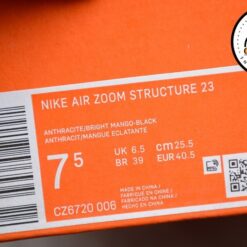 NIKE AIR ZOOM STRUCTURE 23
ANTHRACITE/BRIGHT MANGO-BLACK
ANTHRACIT/MANGUE ECLATANTE
7 5 UK 6.5 cm 25.5
BR 39 EUR 40.5
MADE IN CHINA /
FABRIQUÉ EN CHINE /
HECHO EN CHINA /
CZ6720 006